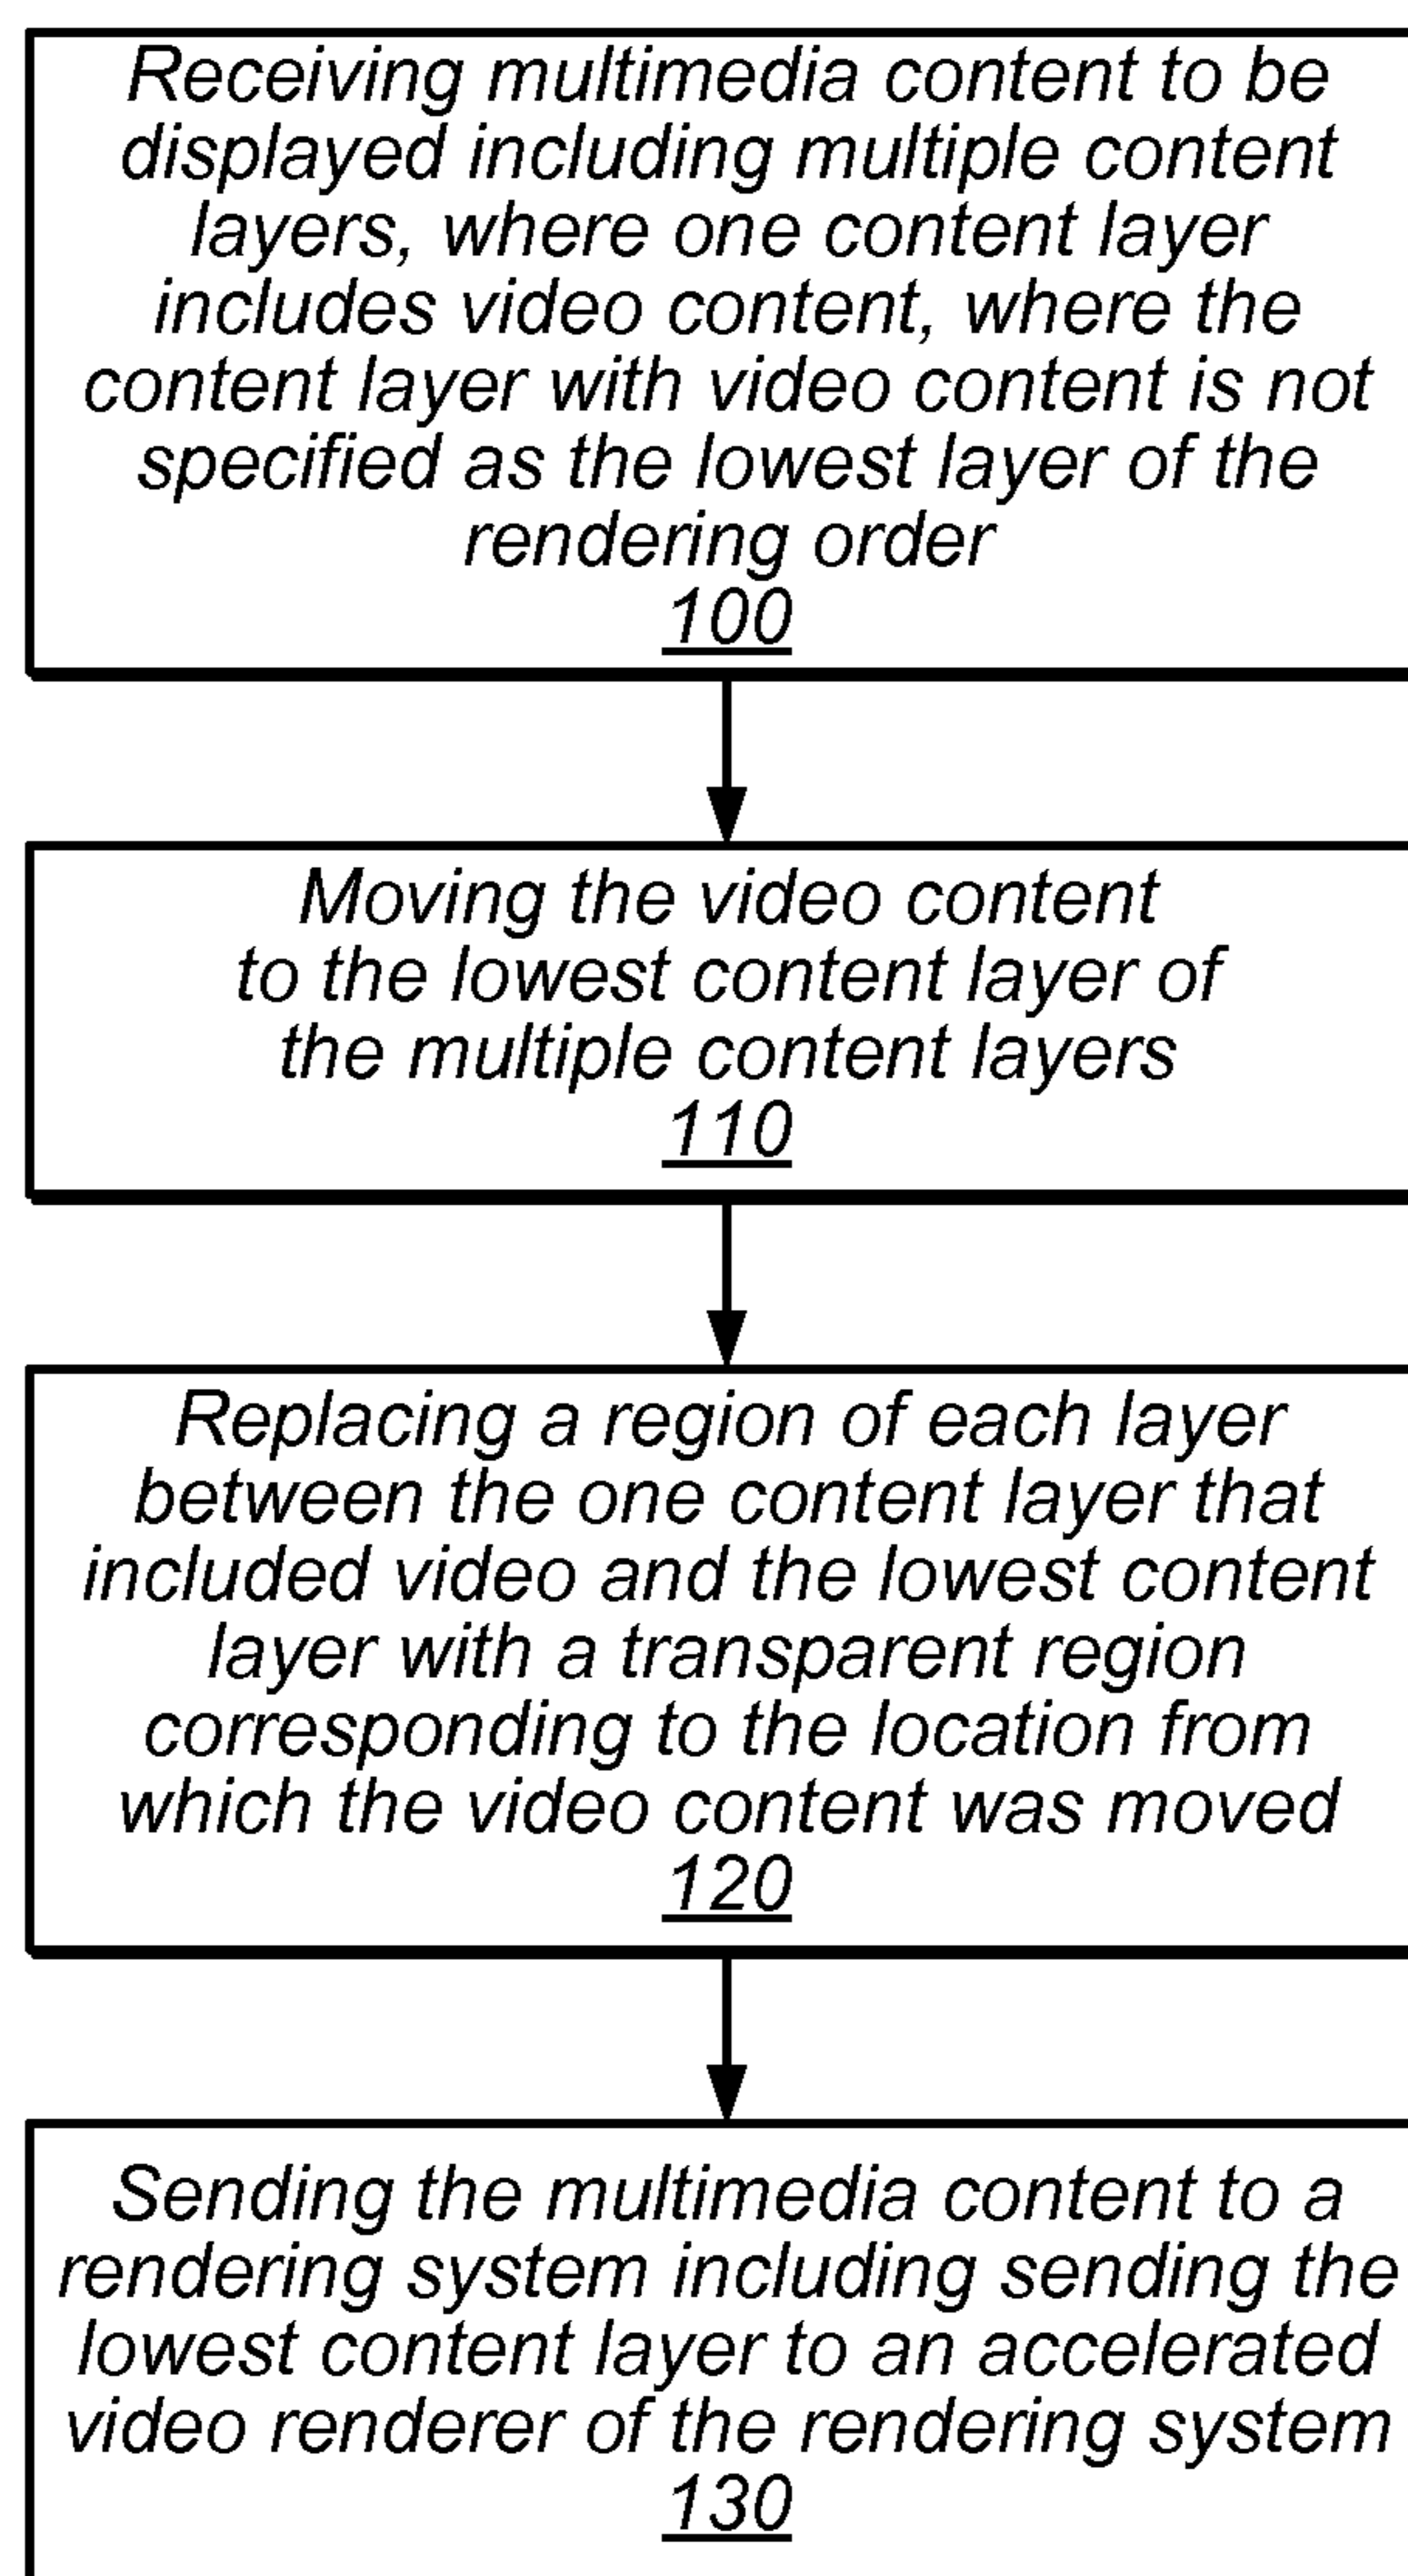 Receiving multimedia content to be
displayed including multiple content
layers, where one content layer
includes video content, where the
content layer with video content is not
specified as the lowest layer of the
rendering order
100
Moving the video content
to the lowest content layer of
the multiple content layers
110
Replacing a region of each layer
between the one content layer that
included video and the lowest content
layer with a transparent region
corresponding to the location from
which the video content was moved
120
Sending the multimedia content to a
rendering system including sending the
lowest content layer to an accelerated
video renderer of the rendering system
130